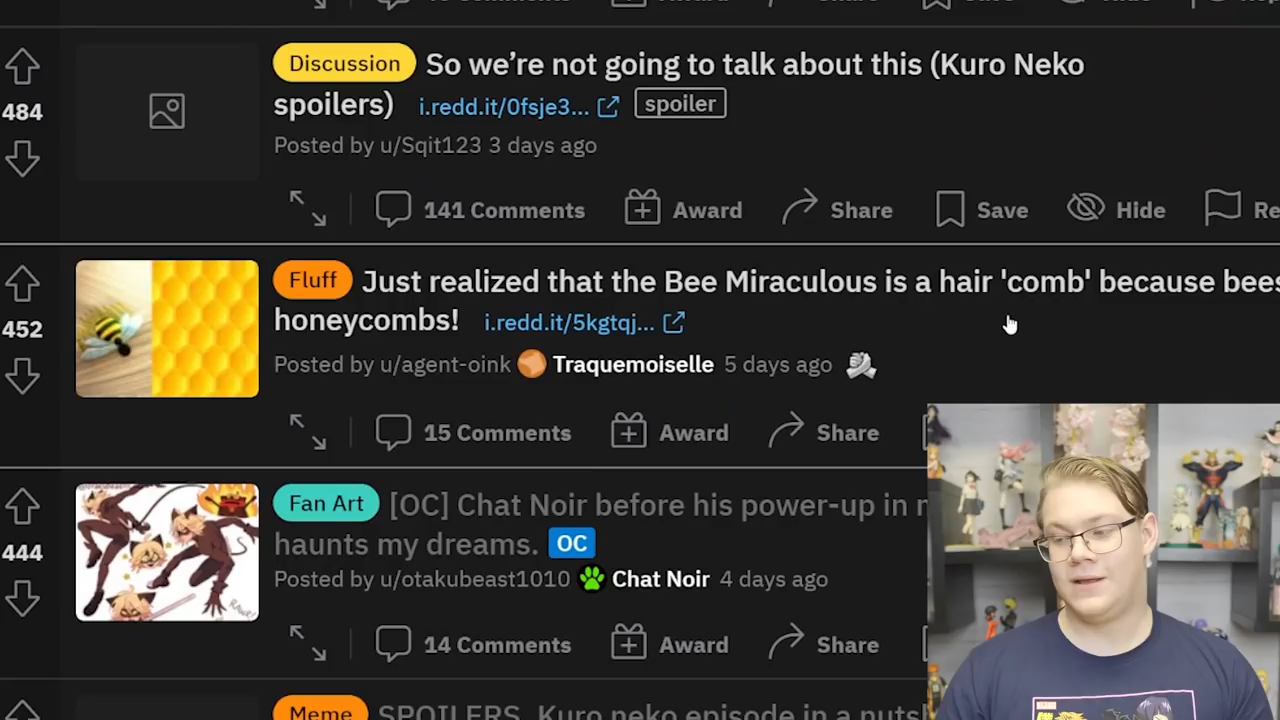 Discussion So we're not going to talk about this (Kuro Neko
spoilers) i.redd.it/0fsje3... spoiler
484
Posted by u/Sqit123 3 days ago
141 Comments Award Share Save Hide Re
Fluff Just realized that the Bee Miraculous is a hair 'comb' because bees
honeycombs! i.redd.it/5kgtqj...
452
Posted by u/agent-oink Traquemoiselle 5 days ago
15 Comments Award Share
Fan Art [OC] Chat Noir before his power-up in
haunts my dreams. OC
444
Posted by u/otakubeast1010 Chat Noir 4 days ago
14 Comments Award Share
Meme SPOILERS Kuro neko episode in a